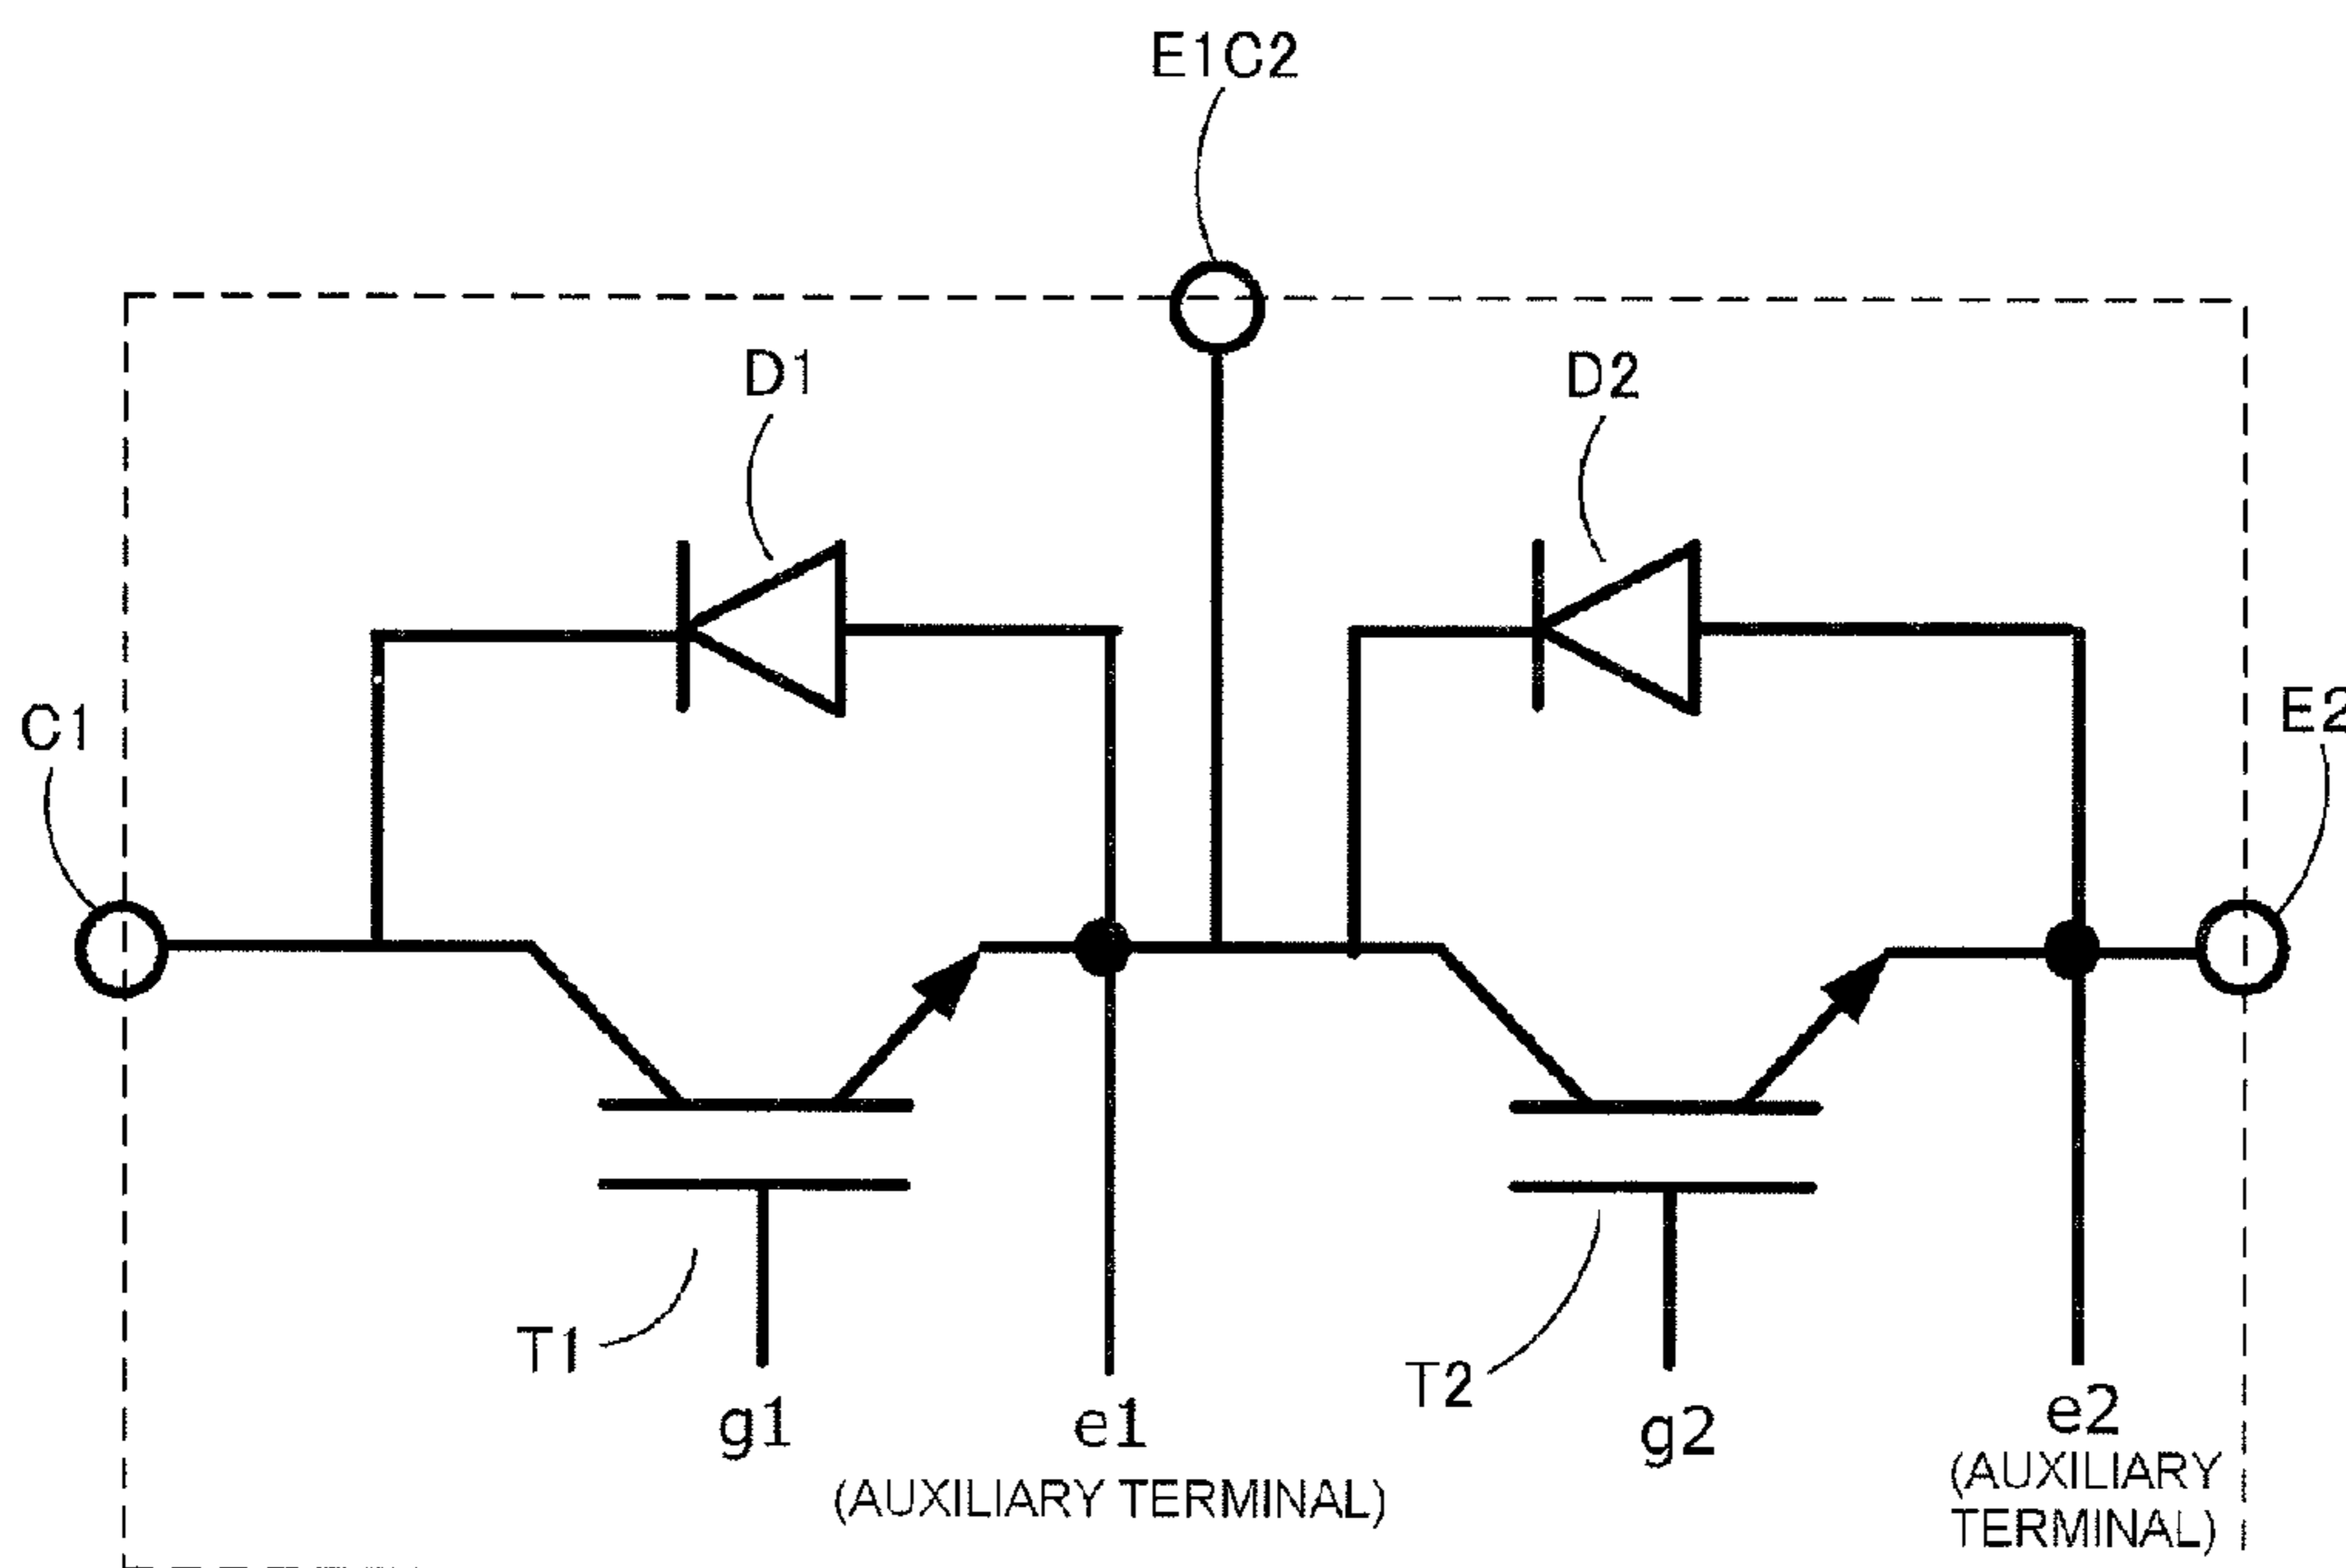 E1C2
D1
D2
C1
E2
T1
g1
e1
(AUXILIARY TERMINAL)
T2
g2
e2
(AUXILIARY
TERMINAL)